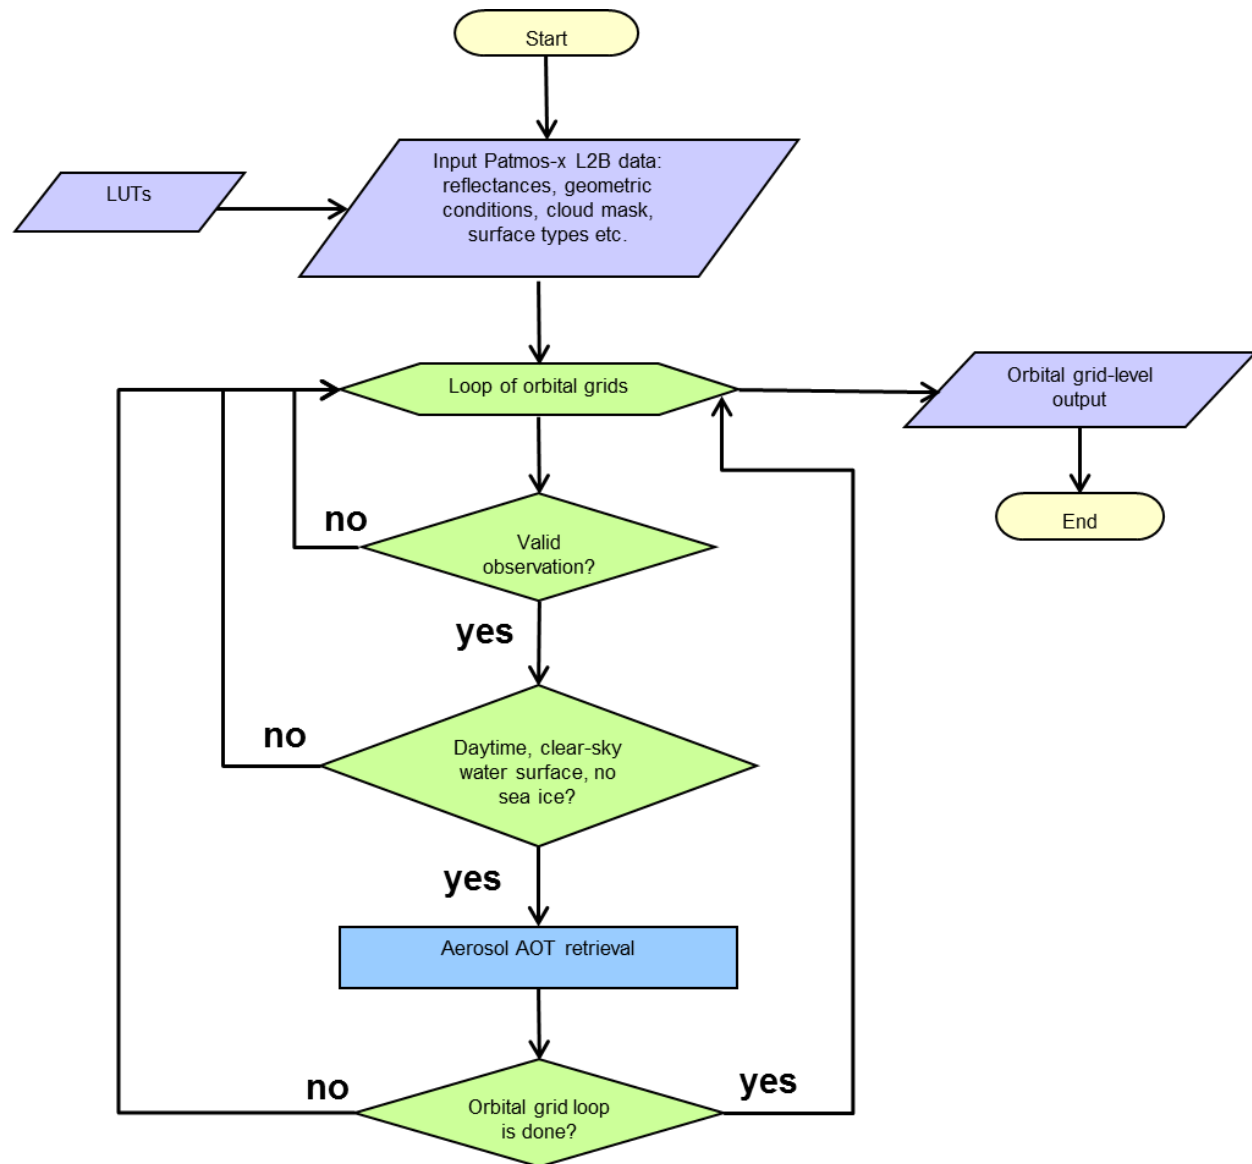 Start
LUTs
Input Patmos-x L2B data:
reflectances, geometric
conditions, cloud mask,
surface types etc.
Loop of orbital grids
Orbital grid-level
output
End
no
Valid
observation?
yes
no
Daytime, clear-sky
water surface, no
sea ice?
yes
Aerosol AOT retrieval
no
Orbital grid loop
is done?
yes